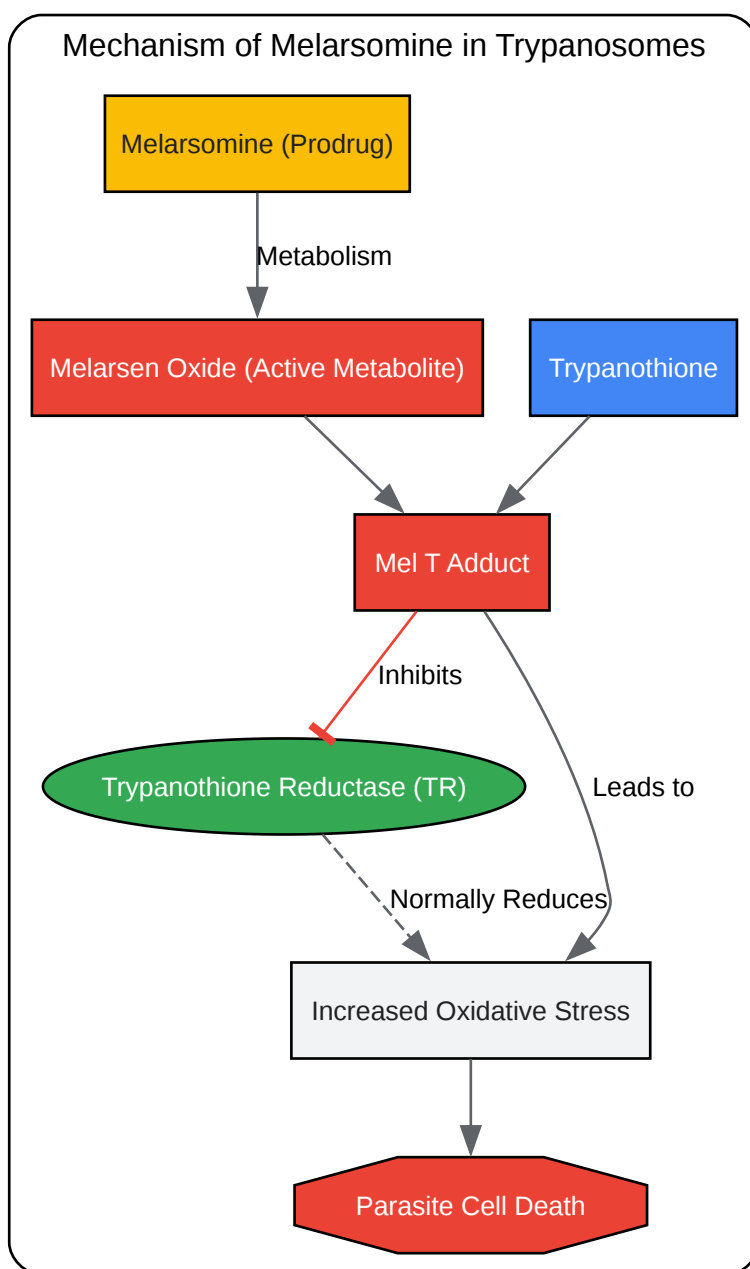 Mechanism of Melarsomine in Trypanosomes
Melarsomine (Prodrug)
Metabolism
Melarsen Oxide (Active Metabolite)
Trypanothione
Mel T Adduct
Inhibits
Trypanothione Reductase (TR)
Leads to
Normally Reduces
Increased Oxidative Stress
Parasite Cell Death